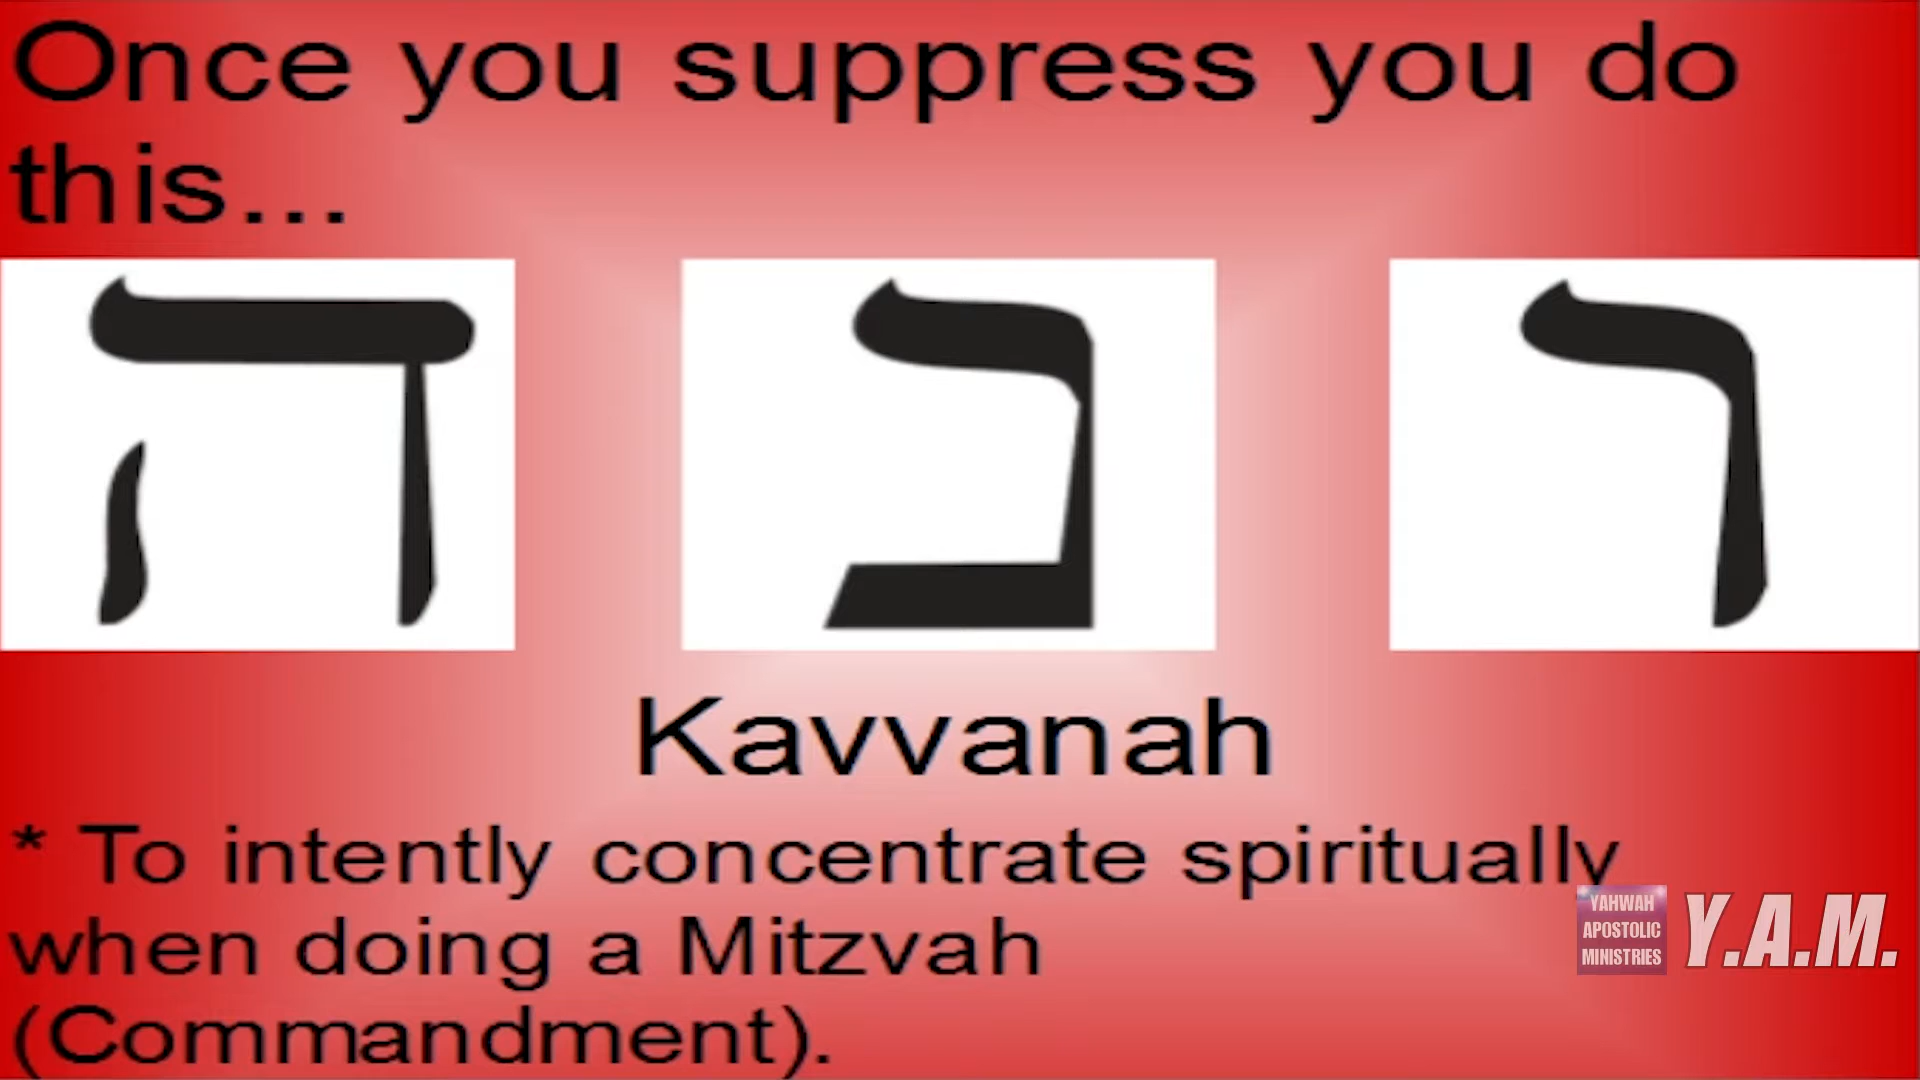 Once you suppress you do
this...
ר ב ה
Kavvanah
* To intently concentrate spiritually
when doing a Mitzvah
(Commandment).
YAHWAH
APOSTOLIC
MINISTRIES
Y.A.M.